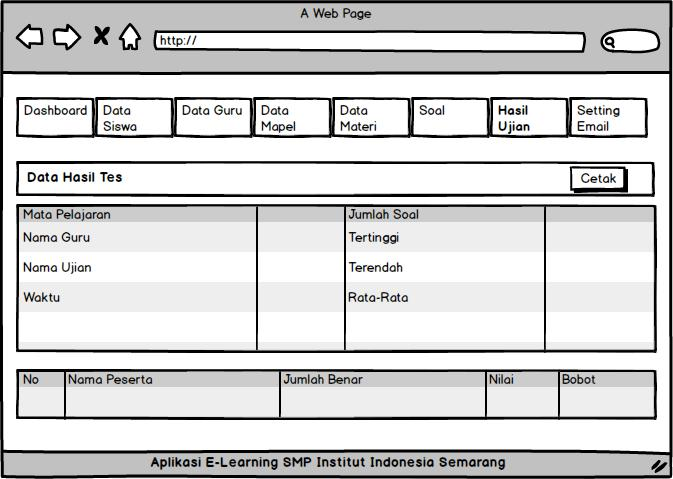 A Web Page
http://
Dashboard
Data
Siswa
Data Guru
Data
Mapel
Data
Materi
Soal
Hasil
Ujian
Setting
Email
Data Hasil Tes
Cetak
Mata Pelajaran
Jumlah Soal
Nama Guru
Tertinggi
Nama Ujian
Terendah
Waktu
Rata-Rata
No
Nama Peserta
Jumlah Benar
Nilai
Bobot
Aplikasi E-Learning SMP Institut Indonesia Semarang